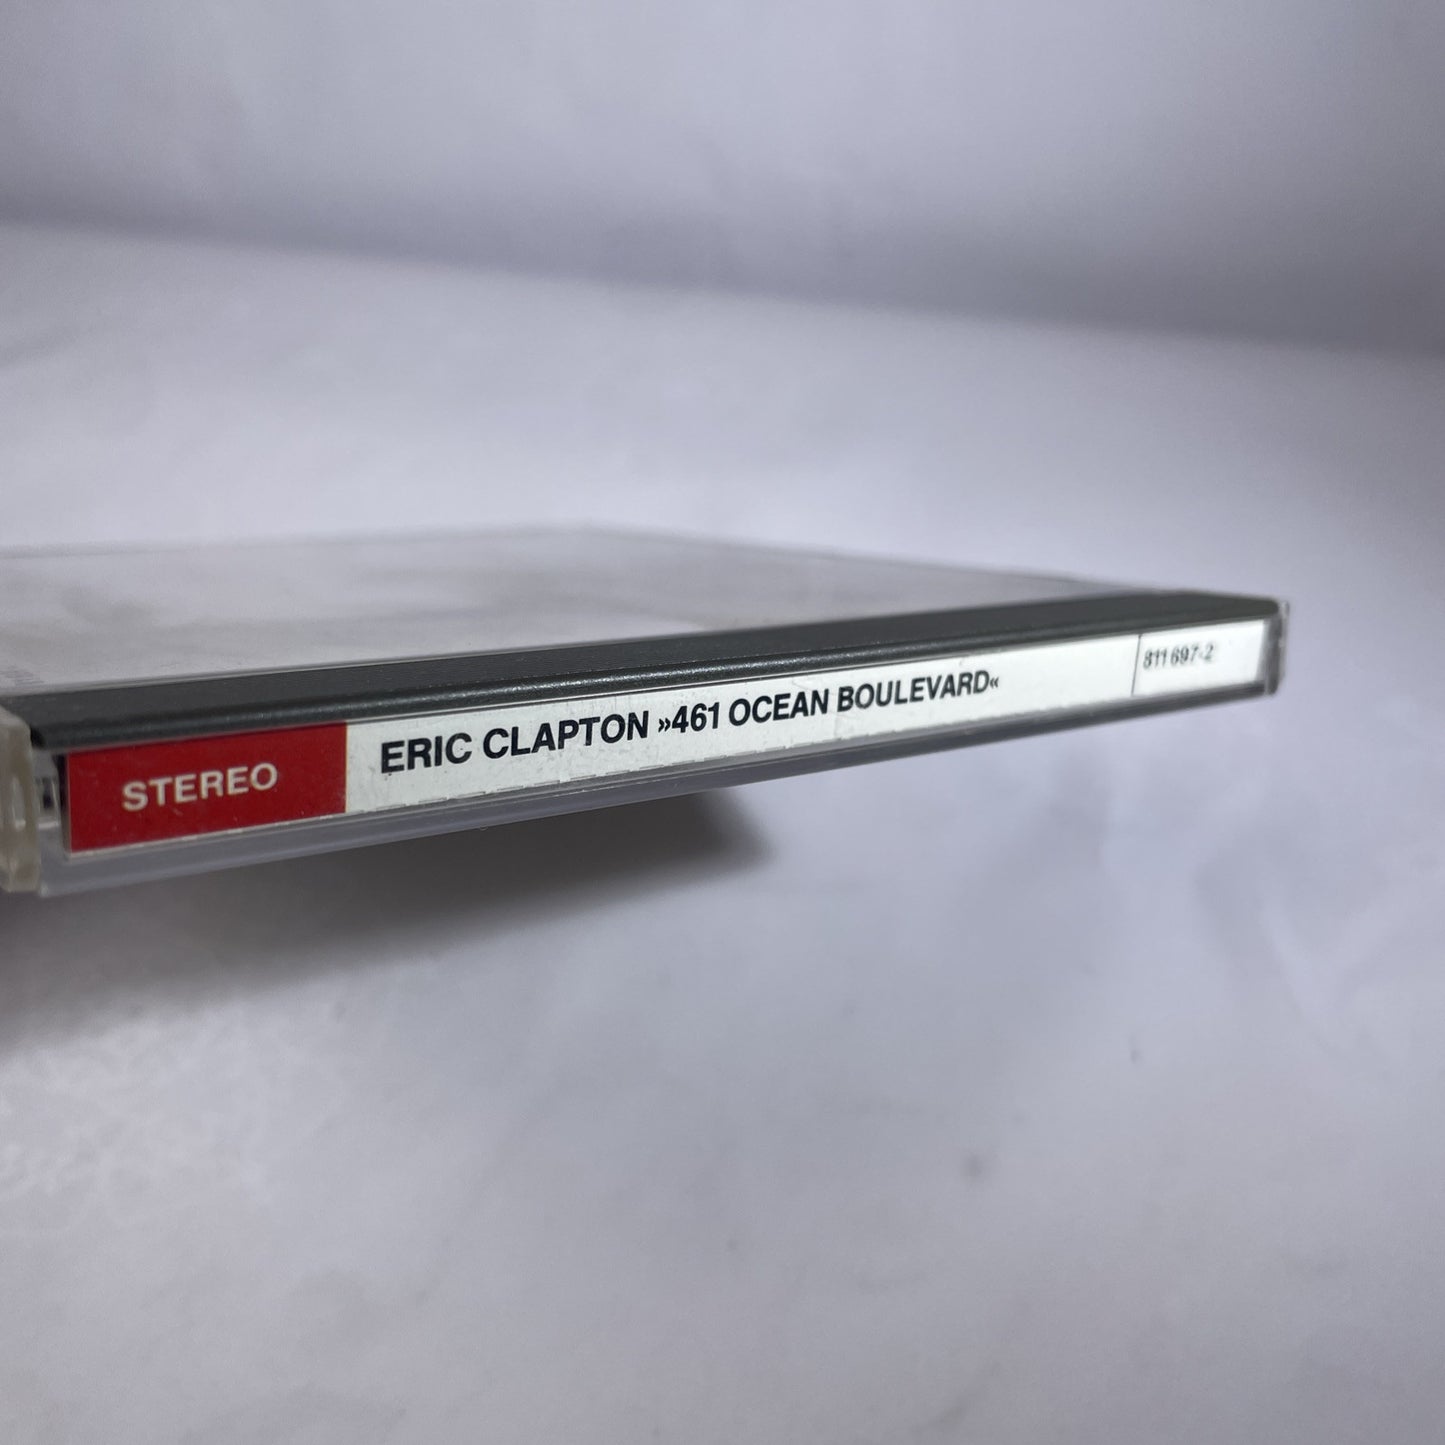 STEREO
ERIC CLAPTON »461 OCEAN BOULEVARD«
811 697-2